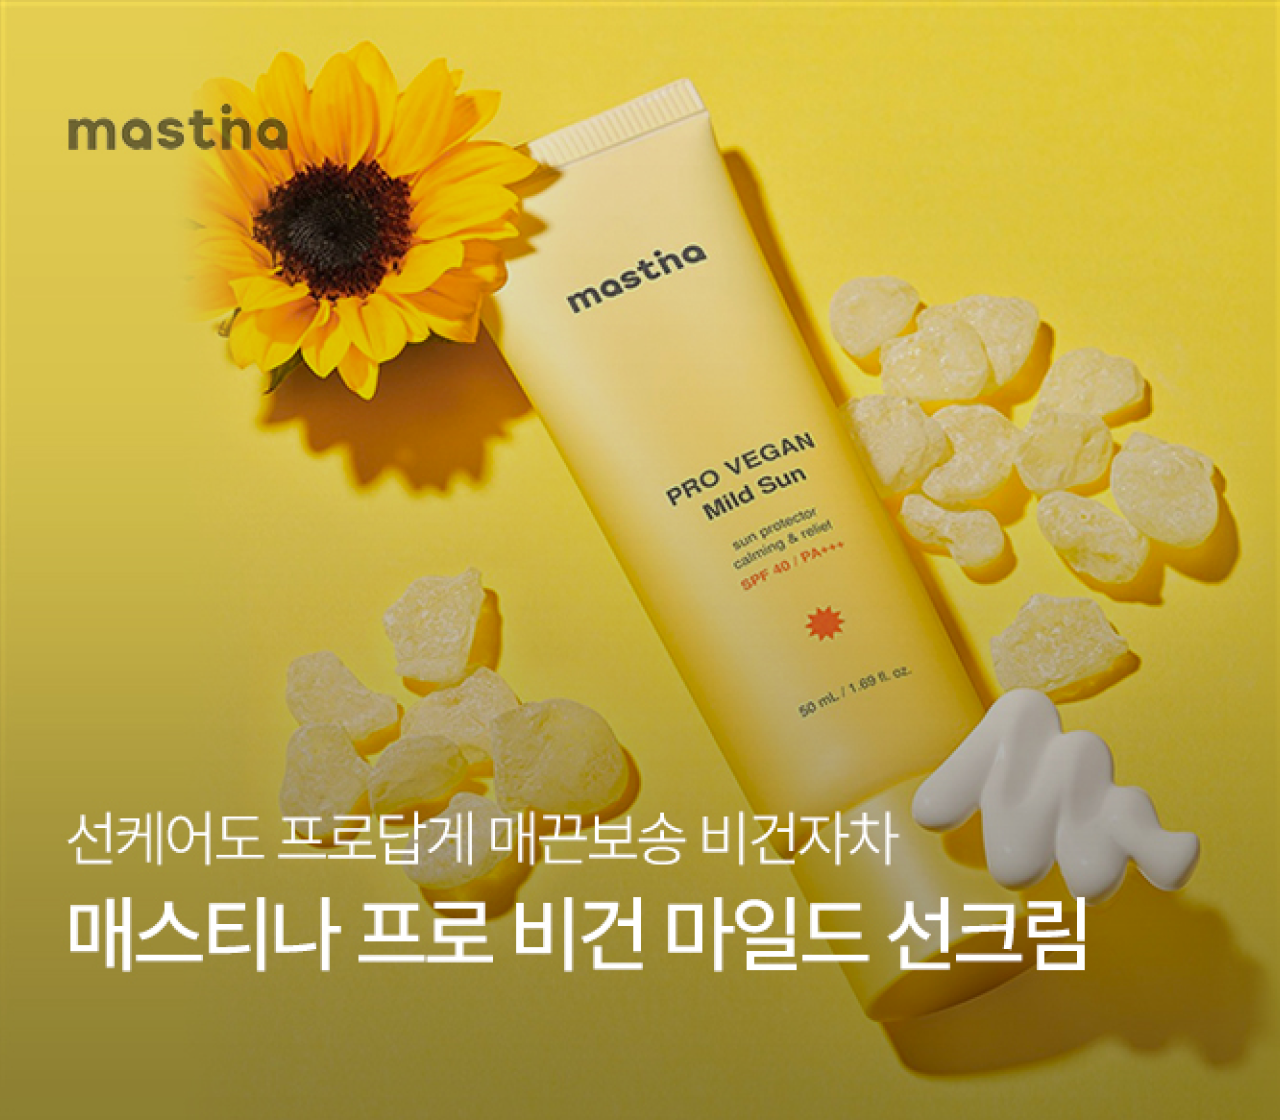 mastina
mastina
PRO VEGAN
Mild Sun
sun protector
calming & relief
SPF 40 / PA+++
50 mL / 1.69 fl. oz.
선케어도 프로답게 매끈보송 비건자차
매스티나 프로 비건 마일드 선크림